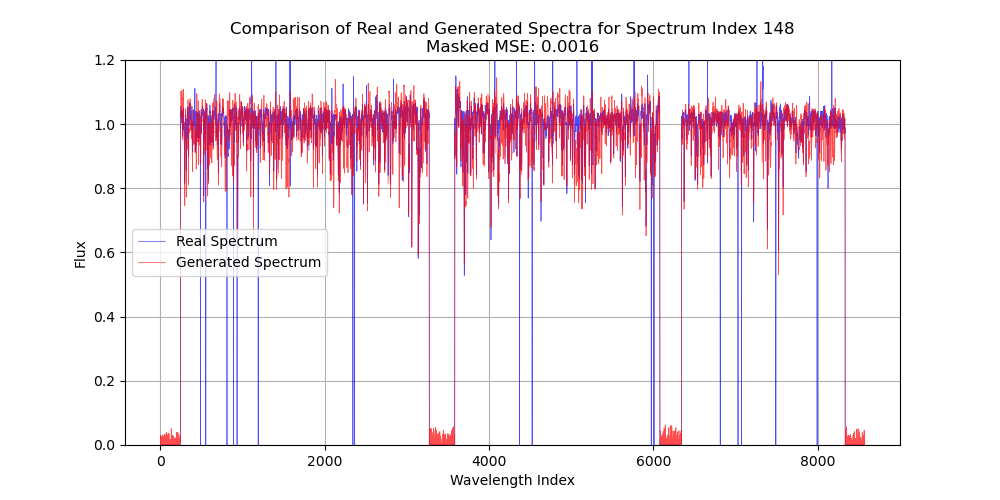 Comparison of Real and Generated Spectra for Spectrum Index 148
Masked MSE: 0.0016
1.2
1.0
0.8
0.6
0.4
0.2
0.0
Flux
Real Spectrum
Generated Spectrum
0
2000
4000
6000
8000
Wavelength Index